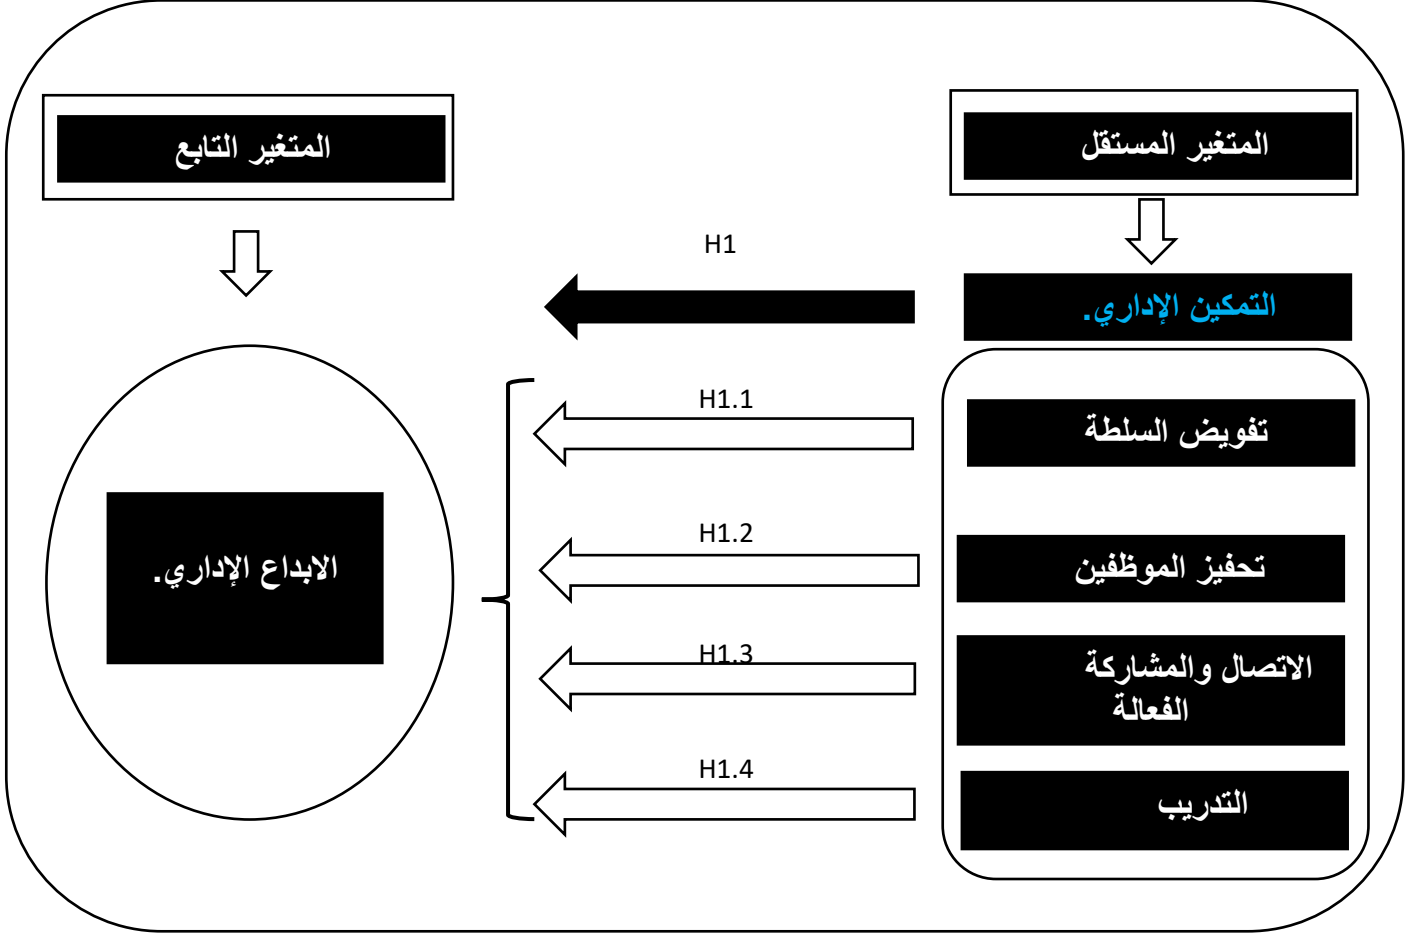 المتغير المستقل
المتغير التابع
H1
التمكين الإداري.
H1.1
تفويض السلطة
H1.2
تحفيز الموظفين
الابداع الإداري.
H1.3
الاتصال والمشاركة
الفعالة
H1.4
التدريب